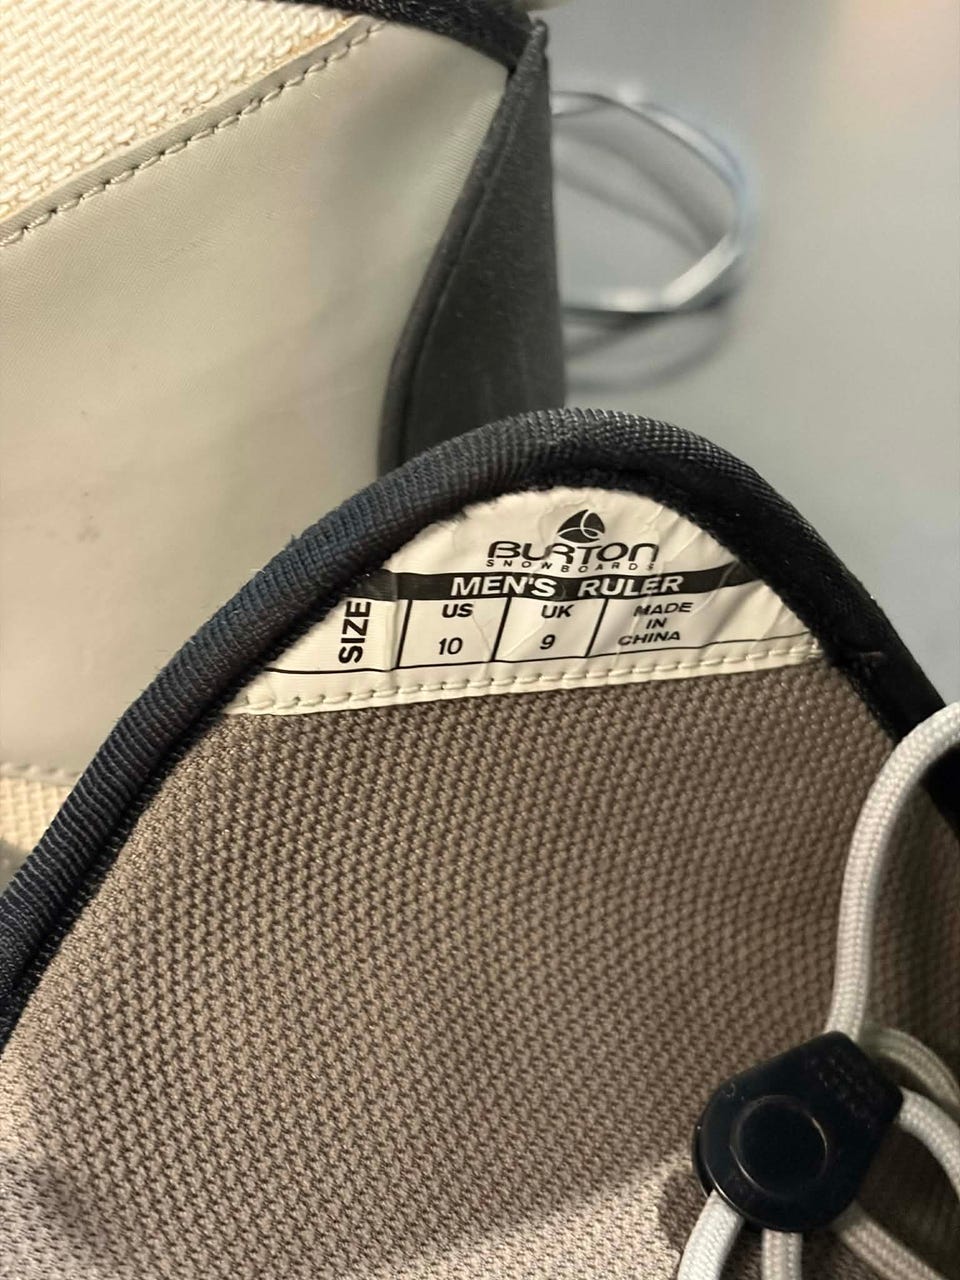 BURTON
SNOWBOARDS
MEN'S RULER
SIZE
US
10
UK
9
MADE
IN
CHINA